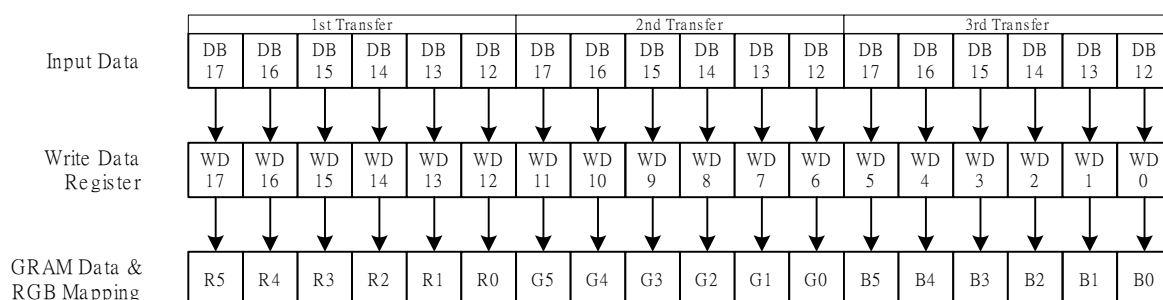 1st Transfer 2nd Transfer 3rd Transfer
Input Data
DB DB DB DB DB DB DB DB DB DB DB DB DB DB DB DB DB DB
17 16 15 14 13 12 17 16 15 14 13 12 17 16 15 14 13 12
Write Data
Register
WD WD WD WD WD WD WD WD WD WD WD WD WD WD WD WD WD WD
17 16 15 14 13 12 11 10 9 8 7 6 5 4 3 2 1 0
GRAM Data &
RGB Mapping
R5 R4 R3 R2 R1 R0 G5 G4 G3 G2 G1 G0 B5 B4 B3 B2 B1 B0